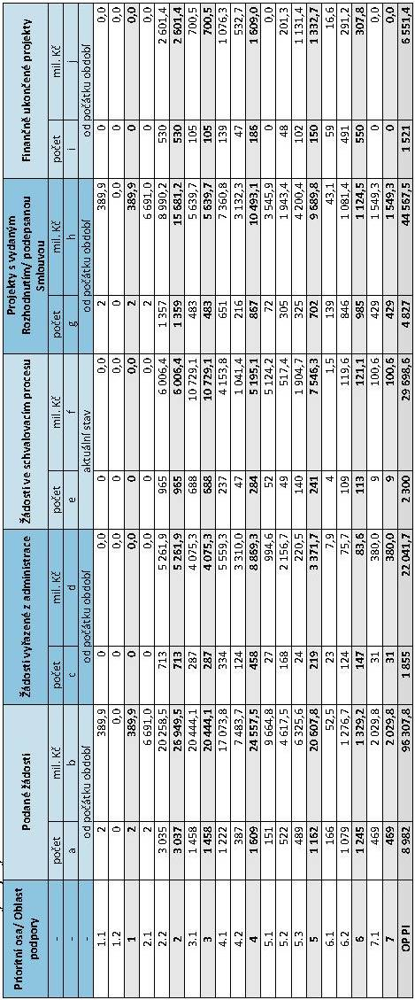 Prioritní osa/ Oblast podpory | Podané žádosti | Žádosti vyřazené z administrace | Žádosti ve schvalovacím procesu | Projekty s vydaným Rozhodnutím/ podepsanou Smlouvou | Finančně ukončené projekty
- | počet | mil. Kč | počet | mil. Kč | počet | mil. Kč | počet | mil. Kč | počet | mil. Kč
- | a | b | c | d | e | f | g | h | i | j
- | od počátku období | od počátku období | aktuální stav | od počátku období | od počátku období
1.1 | 2 | 389,9 | 0 | 0,0 | 0 | 0,0 | 2 | 389,9 | 0 | 0,0
1.2 | 0 | 0,0 | 0 | 0,0 | 0 | 0,0 | 0 | 0,0 | 0 | 0,0
1 | 2 | 389,9 | 0 | 0,0 | 0 | 0,0 | 2 | 389,9 | 0 | 0,0
2.1 | 2 | 6 691,0 | 0 | 0,0 | 0 | 0,0 | 2 | 6 691,0 | 0 | 0,0
2.2 | 3 035 | 20 258,5 | 713 | 5 261,9 | 965 | 6 006,4 | 1 357 | 8 990,2 | 530 | 2 601,4
2 | 3 037 | 26 949,5 | 713 | 5 261,9 | 965 | 6 006,4 | 1 359 | 15 681,2 | 530 | 2 601,4
3.1 | 1 458 | 20 444,1 | 287 | 4 075,3 | 688 | 10 729,1 | 483 | 5 639,7 | 105 | 700,5
3 | 1 458 | 20 444,1 | 287 | 4 075,3 | 688 | 10 729,1 | 483 | 5 639,7 | 105 | 700,5
4.1 | 1 222 | 17 073,8 | 334 | 5 559,3 | 237 | 4 153,8 | 651 | 7 360,8 | 139 | 1 076,3
4.2 | 387 | 7 483,7 | 124 | 3 310,0 | 47 | 1 041,4 | 216 | 3 132,3 | 47 | 532,7
4 | 1 609 | 24 557,5 | 458 | 8 869,3 | 284 | 5 195,1 | 867 | 10 493,1 | 186 | 1 609,0
5.1 | 151 | 9 664,8 | 27 | 994,6 | 52 | 5 124,2 | 72 | 3 545,9 | 0 | 0,0
5.2 | 522 | 4 617,5 | 168 | 2 156,7 | 49 | 517,4 | 305 | 1 943,4 | 48 | 201,3
5.3 | 489 | 6 325,6 | 24 | 220,5 | 140 | 1 904,7 | 325 | 4 200,4 | 102 | 1 131,4
5 | 1 162 | 20 607,8 | 219 | 3 371,7 | 241 | 7 546,3 | 702 | 9 689,8 | 150 | 1 332,7
6.1 | 166 | 52,5 | 23 | 7,9 | 4 | 1,5 | 139 | 43,1 | 59 | 16,6
6.2 | 1 079 | 1 276,7 | 124 | 75,7 | 109 | 119,6 | 846 | 1 081,4 | 491 | 291,2
6 | 1 245 | 1 329,2 | 147 | 83,6 | 113 | 121,1 | 985 | 1 124,5 | 550 | 307,8
7.1 | 469 | 2 029,8 | 31 | 380,0 | 9 | 100,6 | 429 | 1 549,3 | 0 | 0,0
7 | 469 | 2 029,8 | 31 | 380,0 | 9 | 100,6 | 429 | 1 549,3 | 0 | 0,0
OP PI | 8 982 | 96 307,8 | 1 855 | 22 041,7 | 2 300 | 29 698,6 | 4 827 | 44 567,5 | 1 521 | 6 551,4